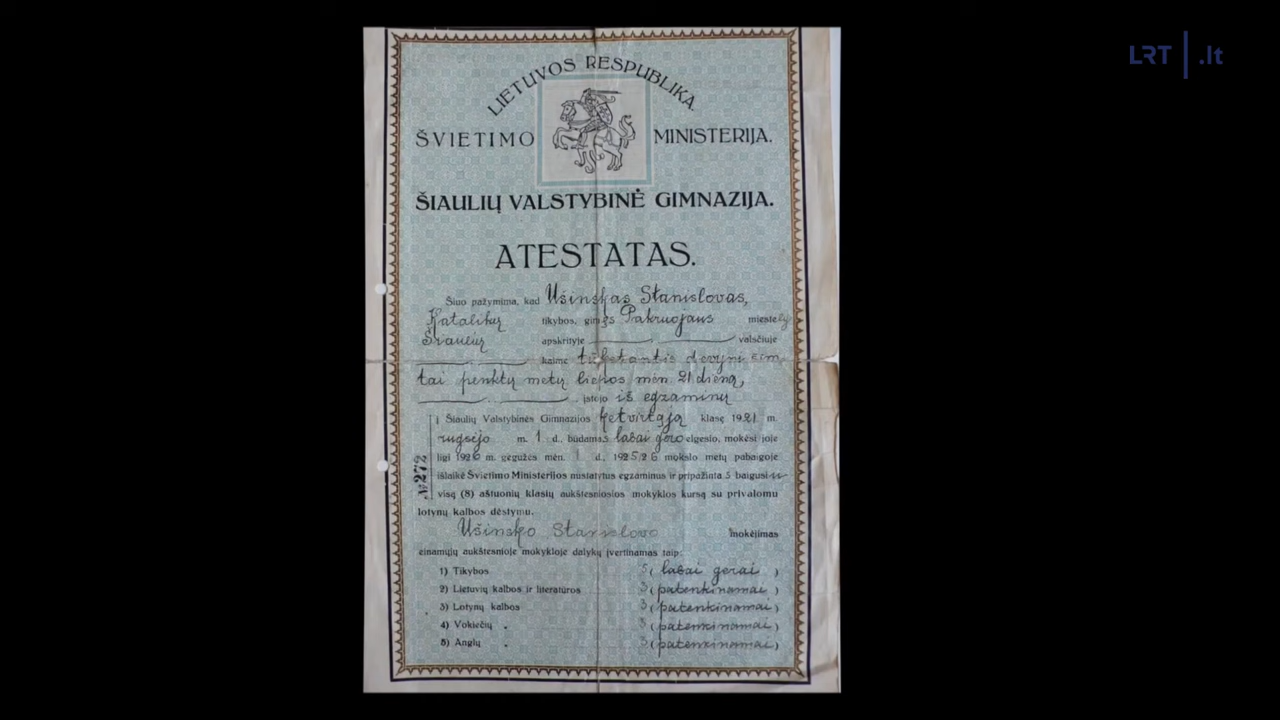 LRT | .lt
LIETUVOS RESPUBLIKA.
ŠVIETIMO MINISTERIJA.
ŠIAULIŲ VALSTYBINĖ GIMNAZIJA.
ATESTATAS.
Šiuo pažymima, kad Ušinskas Stanislovas,
Katalikų tikybos, gimęs Pakruojaus miestely
Šiaulių apskrityje valsčiuje
kaime tūkstantis devyni šim
tai penktų metų liepos mėn. 21 dieną,
, įstojo iš egzaminų
į Šiaulių Valstybinės Gimnazijos ketvirtąją klasę 1921 m.
rugsėjo m. 1 d., būdamas labai gero elgesio, mokėsi joje
ligi 1926 m. gegužės mėn. 1 d., 1925/26 mokslo metų pabaigoje
išlaikė Švietimo Ministerijos nustatytus egzaminus ir pripažinta s baigusiu
visą (8) aštuonių klasių aukštesniosios mokyklos kursą su privalomu
lotynų kalbos dėstymu.
№ 272
Ušinsko Stanislovo mokėjimas
einamųjų aukštesnioje mokykloje dalykų įvertinamas taip:
1) Tikybos 5 (labai gerai)
2) Lietuvių kalbos ir literatūros 3 (patenkinamai)
3) Lotynų kalbos 3 (patenkinamai)
4) Vokiečių „ 3 (patenkinamai)
5) Anglų „ 3 (patenkinamai)